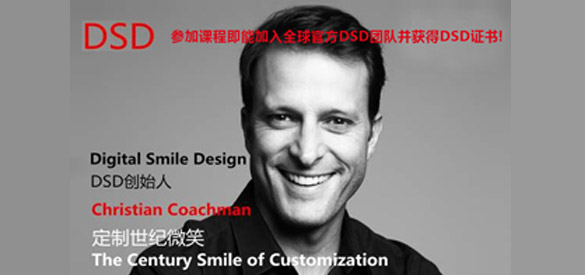 DSD
参加课程即能加入全球官方DSD团队并获得DSD证书!
Digital Smile Design
DSD创始人
Christian Coachman
定制世纪微笑
The Century Smile of Customization